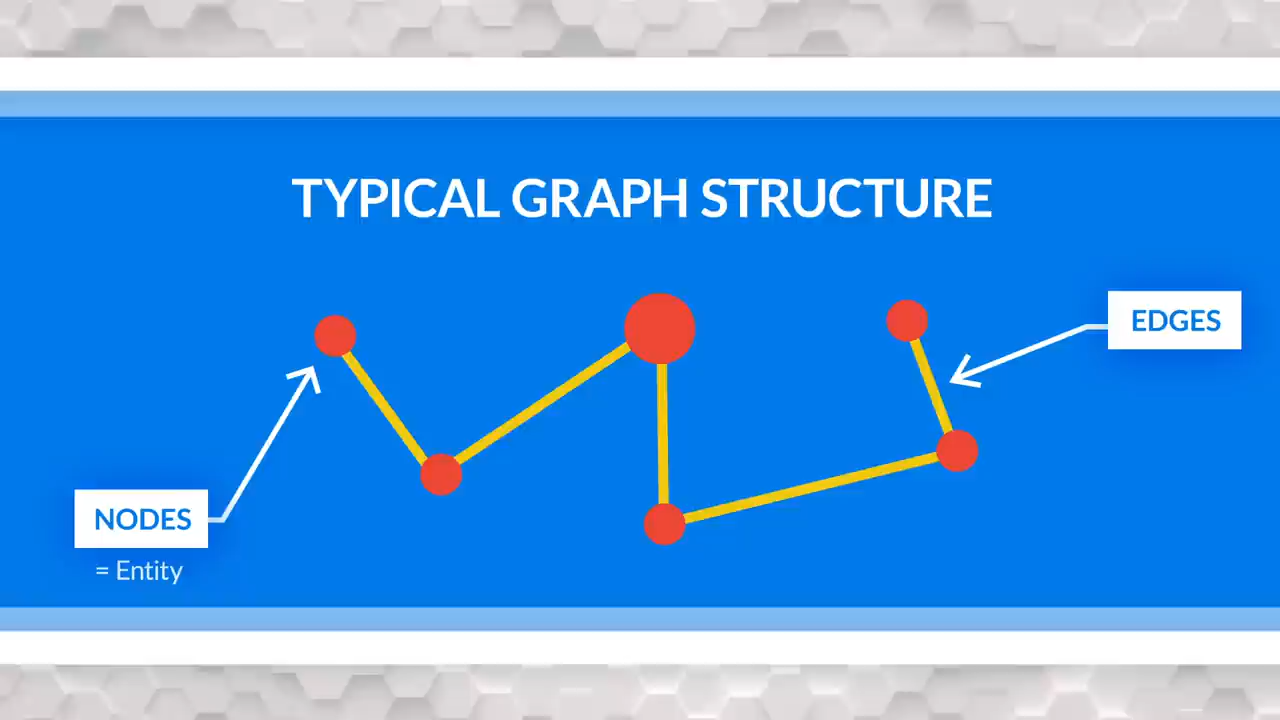 TYPICAL GRAPH STRUCTURE
EDGES
NODES
= Entity